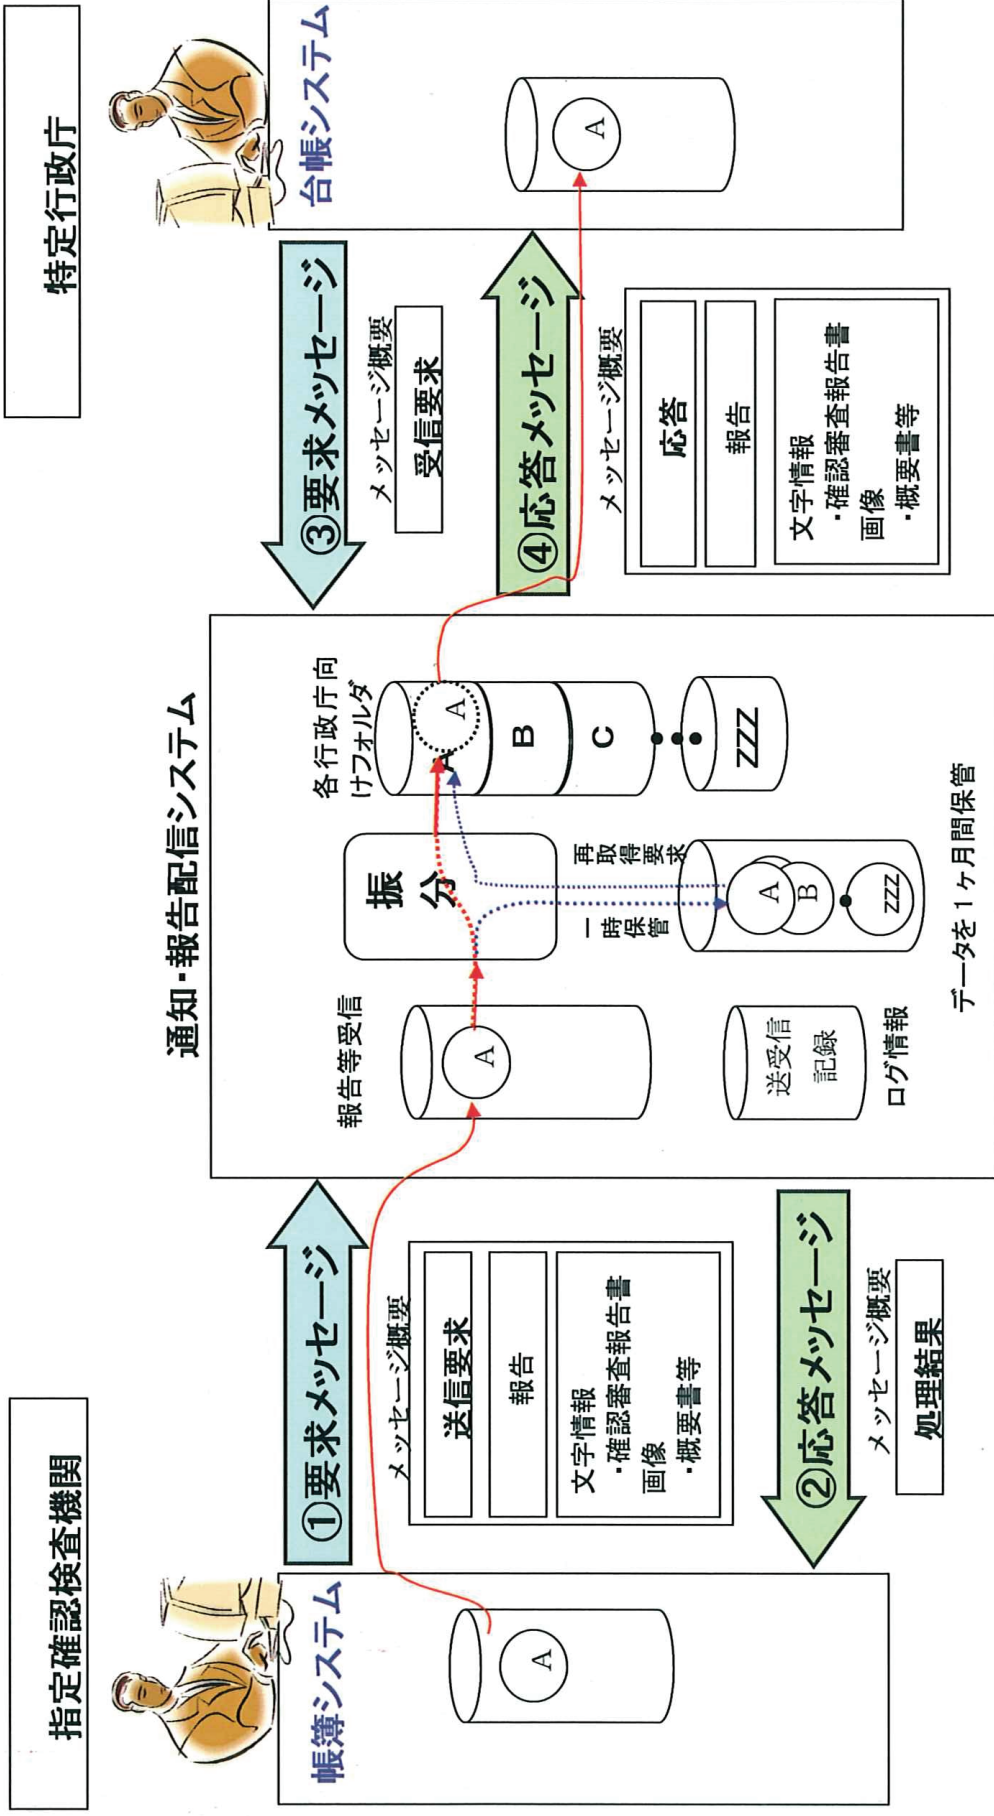 指定確認検査機関
特定行政庁
通知・報告配信システム
帳簿システム
A
①要求メッセージ
メッセージ概要
送信要求
報告
文字情報
・確認審査報告書
画像
・概要書等
②応答メッセージ
メッセージ概要
処理結果
報告等受信
A
送受信
記録
ログ情報
振
分
一時
保管
再
取得要求
A
B
ZZZ
データを1ヶ月間保管
各行政庁向
けフォルダ
A
A
B
C
ZZZ
③要求メッセージ
メッセージ概要
受信要求
④応答メッセージ
メッセージ概要
応答
報告
文字情報
・確認審査報告書
画像
・概要書等
台帳システム
A